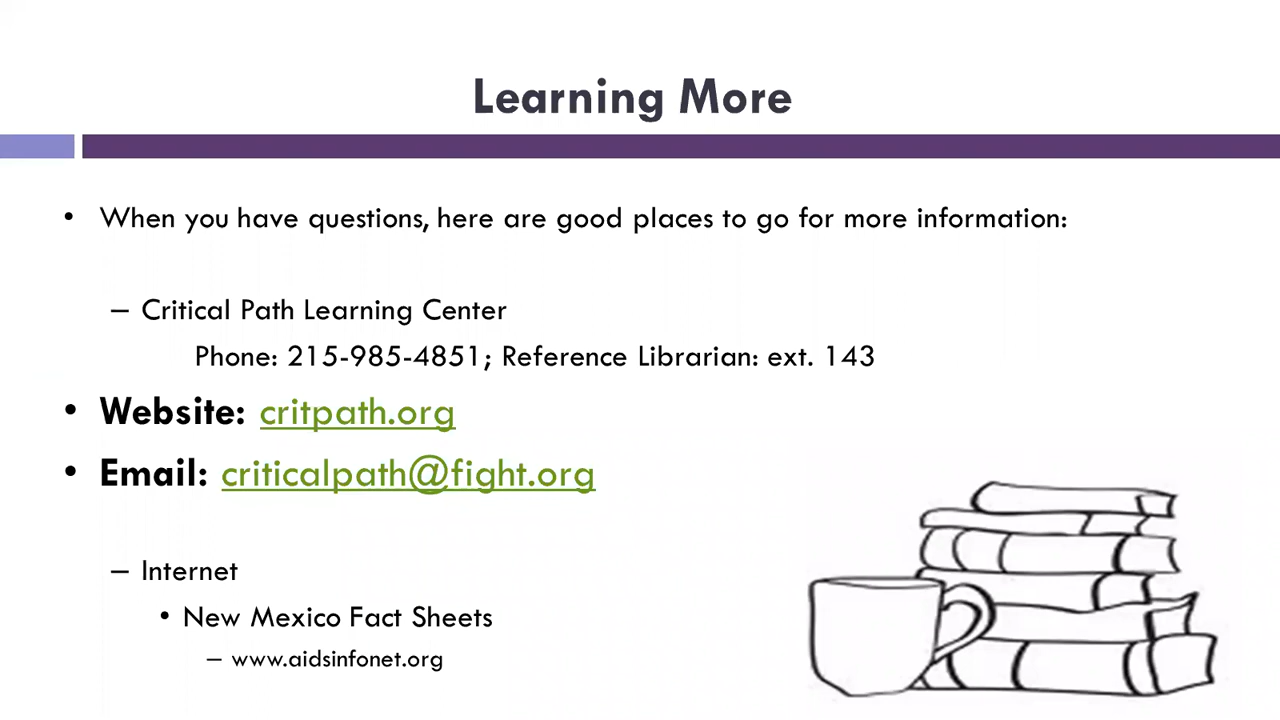 Learning More
• When you have questions, here are good places to go for more information:
– Critical Path Learning Center
Phone: 215-985-4851; Reference Librarian: ext. 143
• Website: critpath.org
• Email: criticalpath@fight.org
– Internet
• New Mexico Fact Sheets
– www.aidsinfonet.org